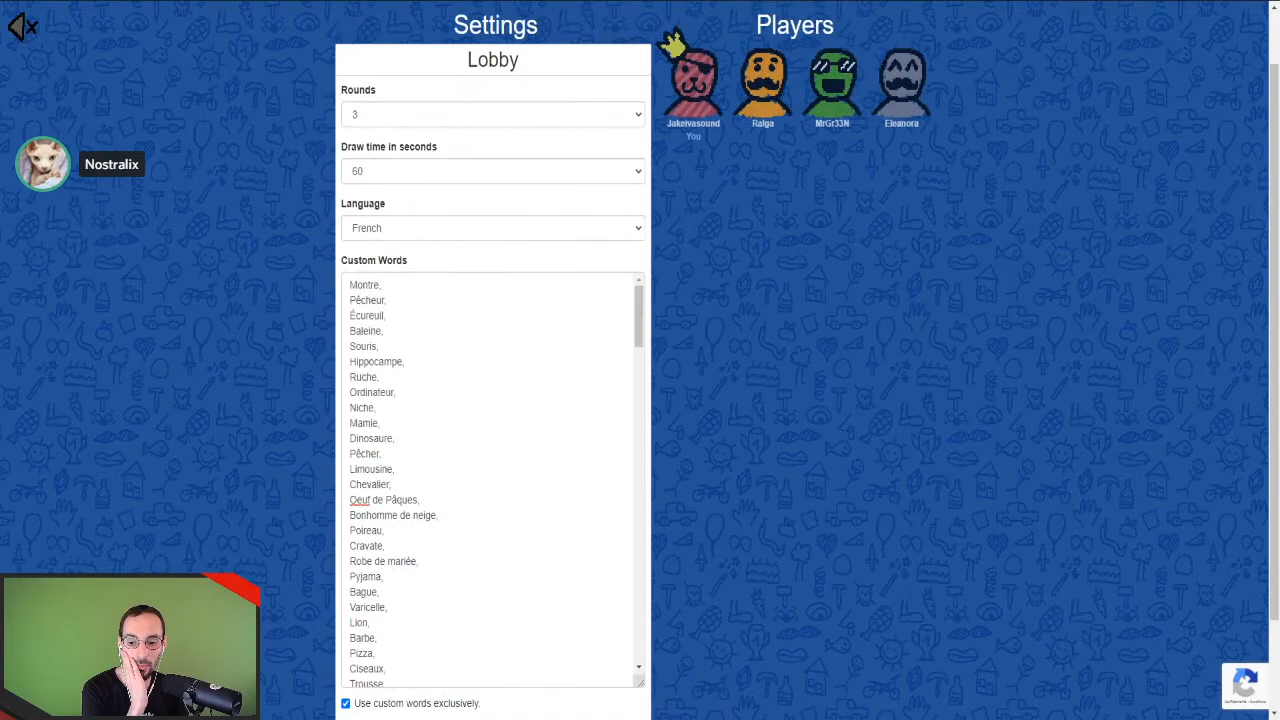 Settings
Players
Lobby
Rounds
3
Draw time in seconds
60
Language
French
Custom Words
Montre,
Pêcheur,
Écureuil,
Baleine,
Souris,
Hippocampe,
Ruche,
Ordinateur,
Niche,
Mamie,
Dinosaure,
Pêcher,
Limousine,
Chevalier,
Oeuf de Pâques,
Bonhomme de neige,
Poireau,
Cravate,
Robe de mariée,
Pyjama,
Bague,
Varicelle,
Lion,
Barbe,
Pizza,
Ciseaux,
Trousse
Use custom words exclusively.
Jakeivasound
You
Ralga
MrGr33N
Eleanora
Nostralix